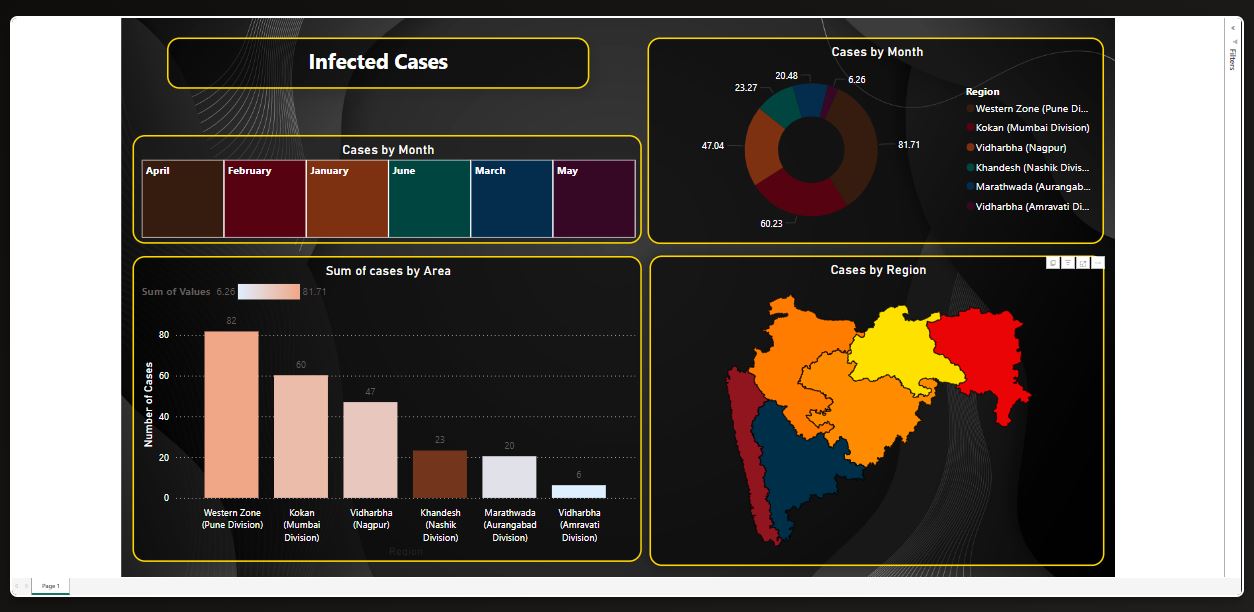 Infected Cases
Cases by Month
April
February
January
June
March
May
Cases by Month
20.48
6.26
23.27
47.04
81.71
60.23
Region
Western Zone (Pune Di...
Kokan (Mumbai Division)
Vidharbha (Nagpur)
Khandesh (Nashik Divis...
Marathwada (Aurangab...
Vidharbha (Amravati Di...
Filters
Sum of cases by Area
Sum of Values 6.26 81.71
Number of Cases
80
60
40
20
0
82
60
47
23
20
6
Western Zone
(Pune Division)
Kokan
(Mumbai
Division)
Vidharbha
(Nagpur)
Khandesh
(Nashik
Division)
Marathwada
(Aurangabad
Division)
Vidharbha
(Amravati
Division)
Region
Cases by Region
Page 1